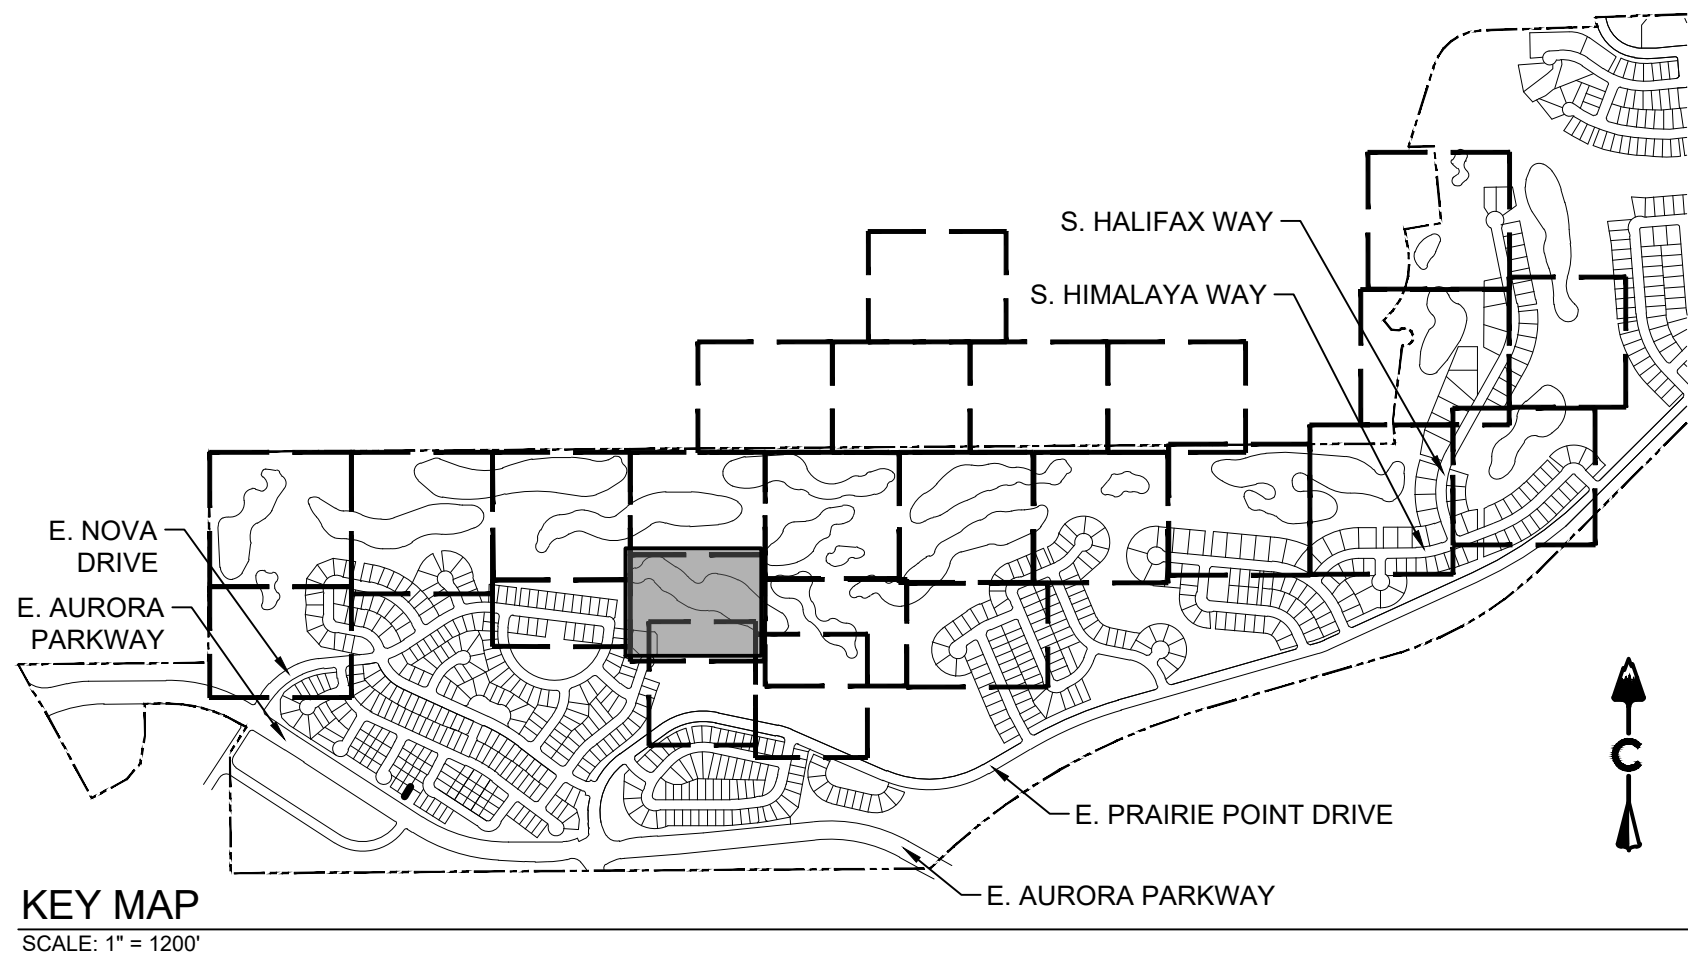 S. HALIFAX WAY
S. HIMALAYA WAY
E. NOVA
DRIVE
E. AURORA
PARKWAY
E. PRAIRIE POINT DRIVE
E. AURORA PARKWAY
C
KEY MAP
SCALE: 1" = 1200'